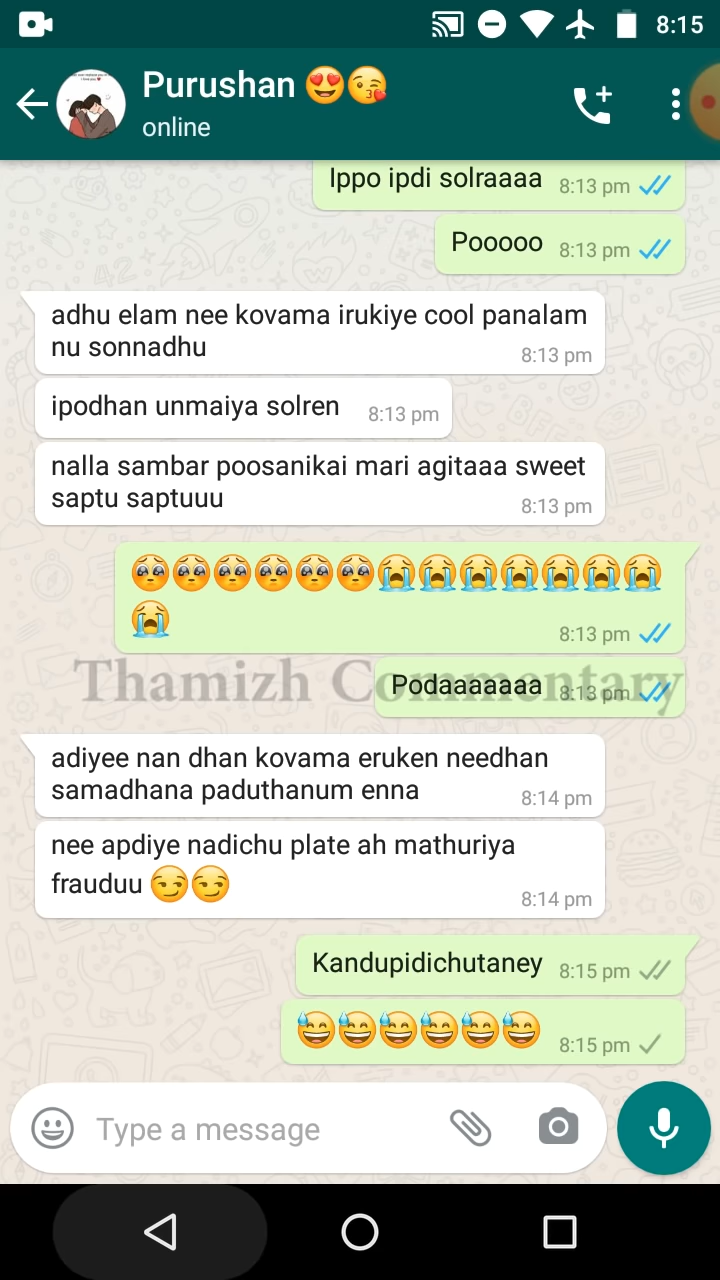 8:15
Purushan 😍😘
online
Ippo ipdi solraaaa 8:13 pm
Pooooo 8:13 pm
adhu elam nee kovama irukiye cool panalam
nu sonnadhu 8:13 pm
ipodhan unmaiya solren 8:13 pm
nalla sambar poosanikai mari agitaaa sweet
saptu saptuuu 8:13 pm
🥺🥺🥺🥺🥺🥺😭😭😭😭😭😭😭
😭 8:13 pm
Thamizh Commentary
Podaaaaaaa 8:13 pm
adiyee nan dhan kovama eruken needhan
samadhana paduthanum enna 8:14 pm
nee apdiye nadichu plate ah mathuriya
frauduu 😏😏 8:14 pm
Kandupidichutaney 8:15 pm
😅😅😅😅😅😅 8:15 pm
Type a message